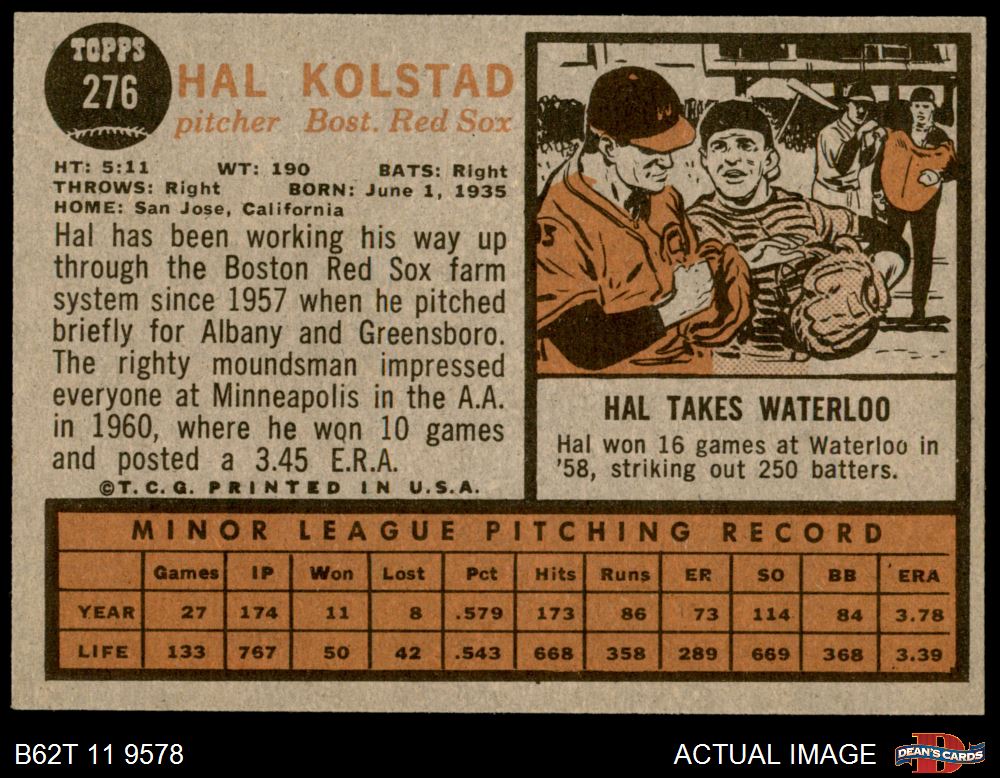 TOPPS
276
HAL KOLSTAD
pitcher Bost. Red Sox
HT: 5:11 WT: 190 BATS: Right
THROWS: Right BORN: June 1, 1935
HOME: San Jose, California
Hal has been working his way up
through the Boston Red Sox farm
system since 1957 when he pitched
briefly for Albany and Greensboro.
The righty moundsman impressed
everyone at Minneapolis in the A.A.
in 1960, where he won 10 games
and posted a 3.45 E.R.A.
©T.C.G. PRINTED IN U.S.A.
W
HAL TAKES WATERLOO
Hal won 16 games at Waterloo in
'58, striking out 250 batters.
MINOR LEAGUE PITCHING RECORD
Games IP Won Lost Pct Hits Runs ER SO BB ERA
YEAR 27 174 11 8 .579 173 86 73 114 84 3.78
LIFE 133 767 50 42 .543 668 358 289 669 368 3.39
B62T 11 9578
ACTUAL IMAGE
D
DEAN'S CARDS